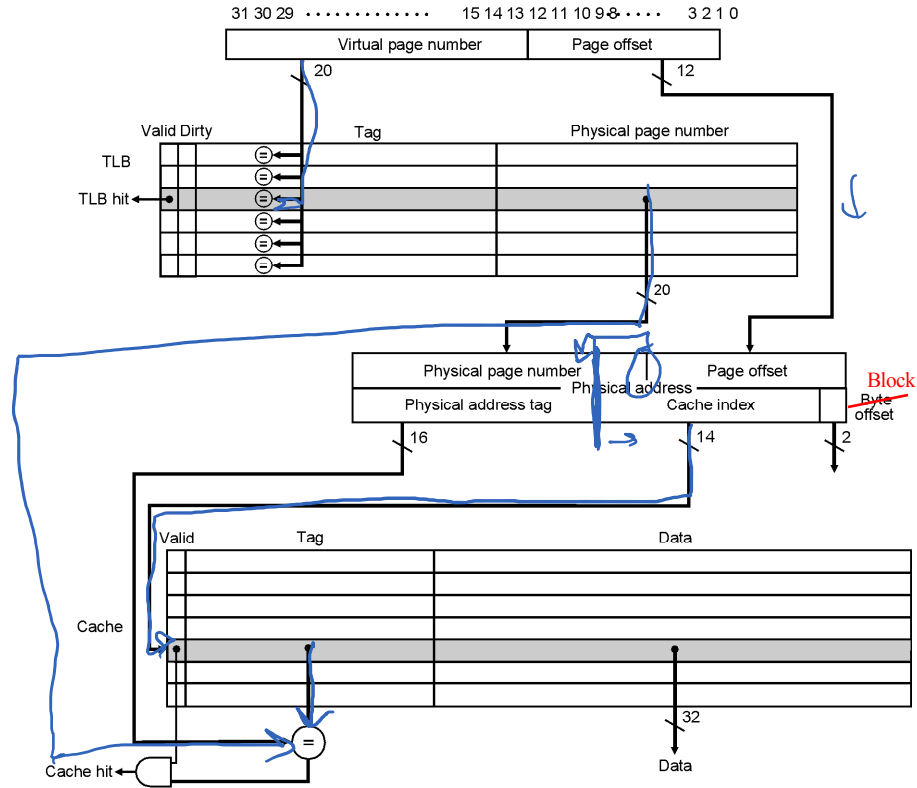 31 30 29 ·············· 15 14 13 12 11 10 9 8 ······ 3 2 1 0
Virtual page number Page offset
20 12
Valid Dirty Tag Physical page number
TLB
=
=
TLB hit =
=
=
=
20
Physical page number Page offset
Physical address
Block
Physical address tag Cache index Byte
offset
16 14 2
Valid Tag Data
Cache
32
=
Cache hit Data